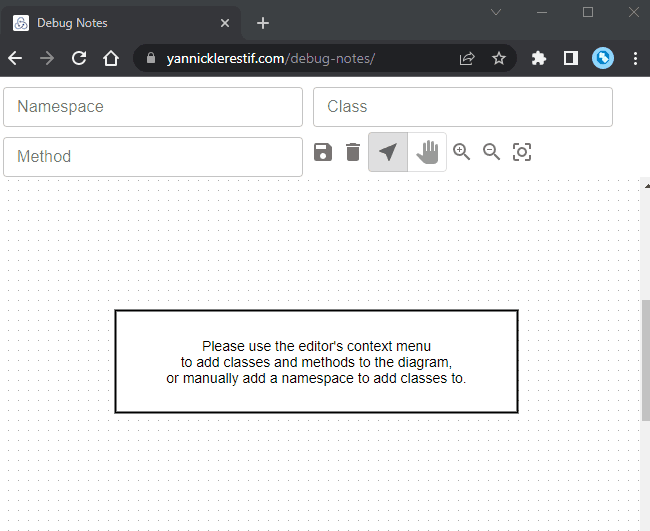 Debug Notes
yannicklerestif.com/debug-notes/
Namespace
Class
Method
Please use the editor's context menu
to add classes and methods to the diagram,
or manually add a namespace to add classes to.